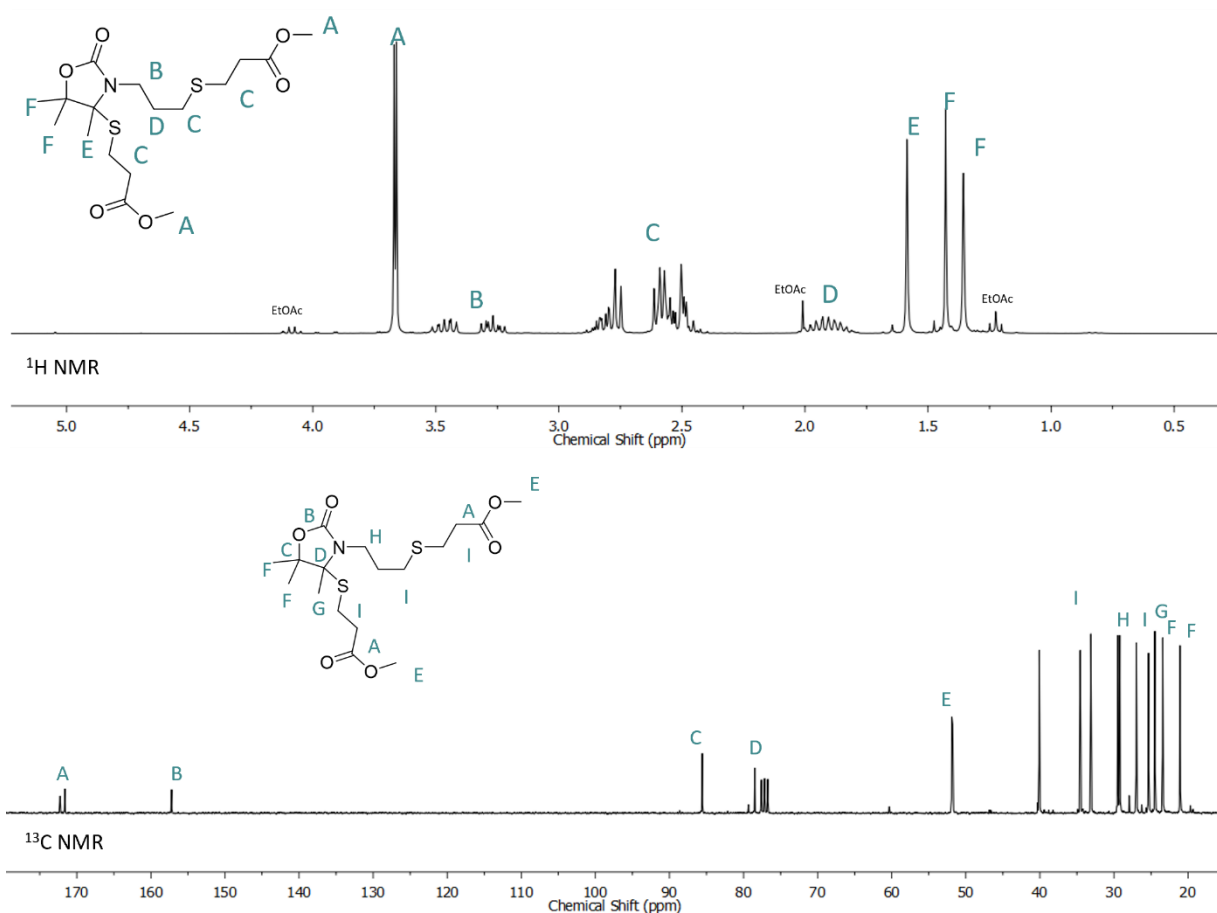 A
O
O
O
N
B
S
O
C
F
S
D
C
F
E
C
O
O
A
A
B
C
D
E
F
F
EtOAc
EtOAc
EtOAc
¹H NMR
5.0 4.5 4.0 3.5 3.0 2.5 2.0 1.5 1.0 0.5
Chemical Shift (ppm)
E
O
A
O
B
O
N
H
S
O
C
D
I
F
S
F
G
I
I
A
O
O
E
A
B
C
D
E
I
H
I
G
F
F
¹³C NMR
170 160 150 140 130 120 110 100 90 80 70 60 50 40 30 20
Chemical Shift (ppm)